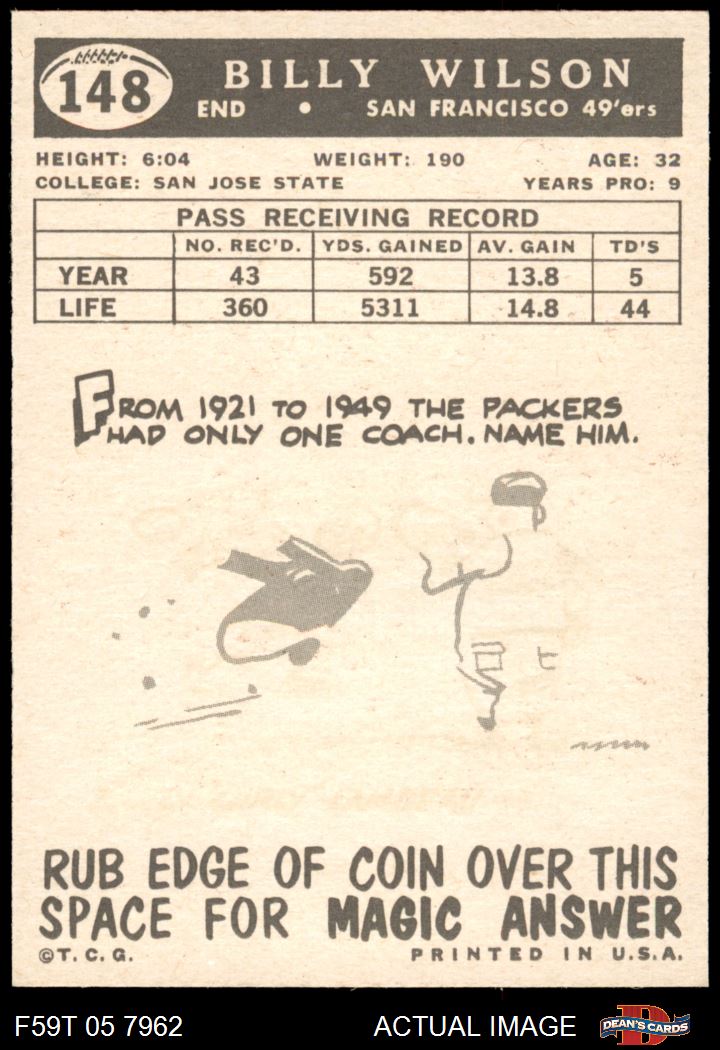 148
BILLY WILSON
END • SAN FRANCISCO 49'ers
HEIGHT: 6:04 WEIGHT: 190 AGE: 32
COLLEGE: SAN JOSE STATE YEARS PRO: 9
PASS RECEIVING RECORD
NO. REC'D. YDS. GAINED AV. GAIN TD'S
YEAR 43 592 13.8 5
LIFE 360 5311 14.8 44
FROM 1921 TO 1949 THE PACKERS
HAD ONLY ONE COACH. NAME HIM.
RUB EDGE OF COIN OVER THIS
SPACE FOR MAGIC ANSWER
©T. C. G. PRINTED IN U.S.A.
F59T 05 7962 ACTUAL IMAGE DEAN'S CARDS